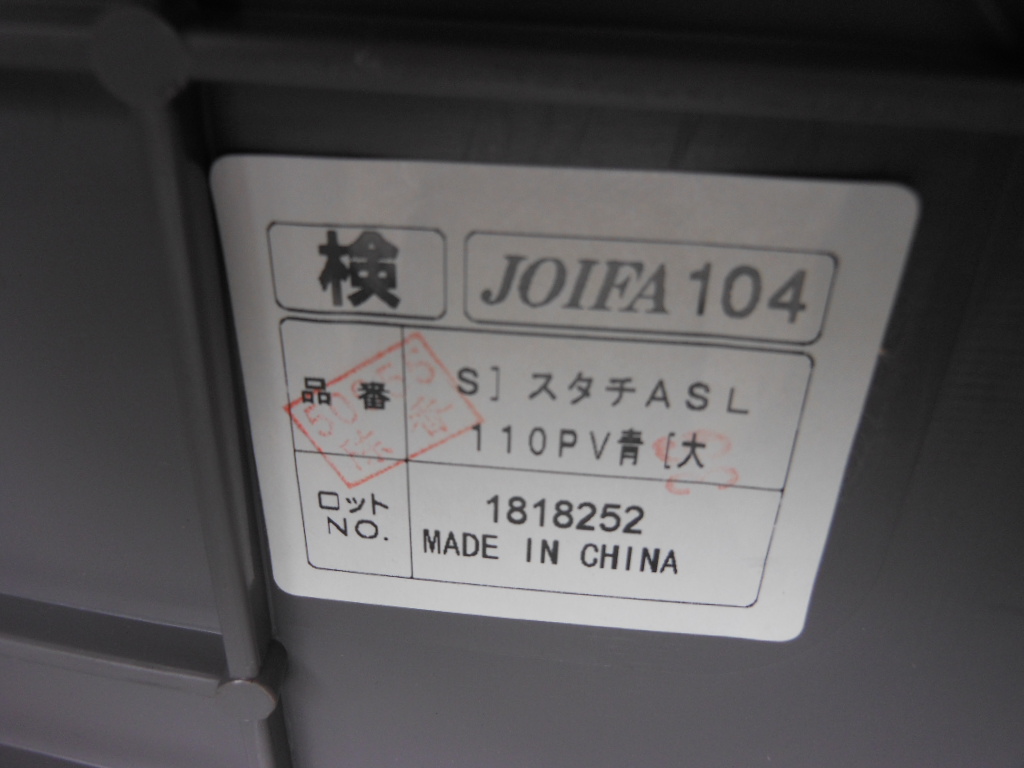 検
JOIFA 104
品番
S] スタチASL
110PV青 [大
ロット
NO.
1818252
MADE IN CHINA